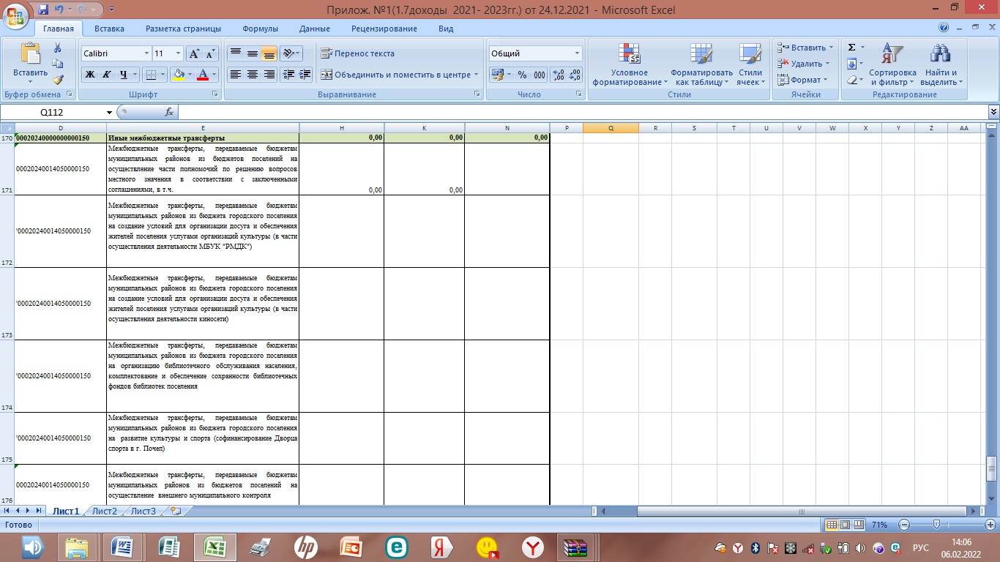 Прилож. №1(1.7доходы 2021- 2023гг.) от 24.12.2021 - Microsoft Excel
Главная Вставка Разметка страницы Формулы Данные Рецензирование Вид
Вставить
Буфер обмена
Calibri 11
Ж К Ч
Шрифт
Перенос текста
Объединить и поместить в центре
Выравнивание
Общий
% 000
Число
Условное форматирование
Форматировать как таблицу
Стили ячеек
Стили
Вставить
Удалить
Формат
Ячейки
Сортировка и фильтр
Найти и выделить
Редактирование
Q112 fx
D E H K N P Q R S T U V W X Y Z AA
170 00020240000000000150 Иные межбюджетные трансферты 0,00 0,00 0,00
Межбюджетные трансферты, передаваемые бюджетам
муниципальных районов из бюджетов поселений на
00020240014050000150 осуществление части полномочий по решению вопросов
местного значения в соответствии с заключенными
171 соглашениями, в т.ч. 0,00 0,00
Межбюджетные трансферты, передаваемые бюджетам
муниципальных районов из бюджета городского поселения
'00020240014050000150 на создание условий для организации досуга и обеспечения
жителей поселения услугами организаций культуры (в части
осуществления деятельности МБУК "РМДК")
172
Межбюджетные трансферты, передаваемые бюджетам
муниципальных районов из бюджета городского поселения
'00020240014050000150 на создание условий для организации досуга и обеспечения
жителей поселения услугами организаций культуры (в части
осуществления деятельности киносети)
173
Межбюджетные трансферты, передаваемые бюджетам
муниципальных районов из бюджета городского поселения
на организацию библиотечного обслуживания населения,
'00020240014050000150 комплектование и обеспечение сохранности библиотечных
фондов библиотек поселения
174
Межбюджетные трансферты, передаваемые бюджетам
муниципальных районов из бюджета городского поселения
'00020240014050000150 на развитие культуры и спорта (софинансирование Дворца
спорта в г. Почеп)
175
Межбюджетные трансферты, передаваемые бюджетам
00020240014050000150 муниципальных районов из бюджетов поселений на
осуществление внешнего муниципального контроля
176
Лист1 Лист2 Лист3
Готово 71%
РУС 14:06
06.02.2022